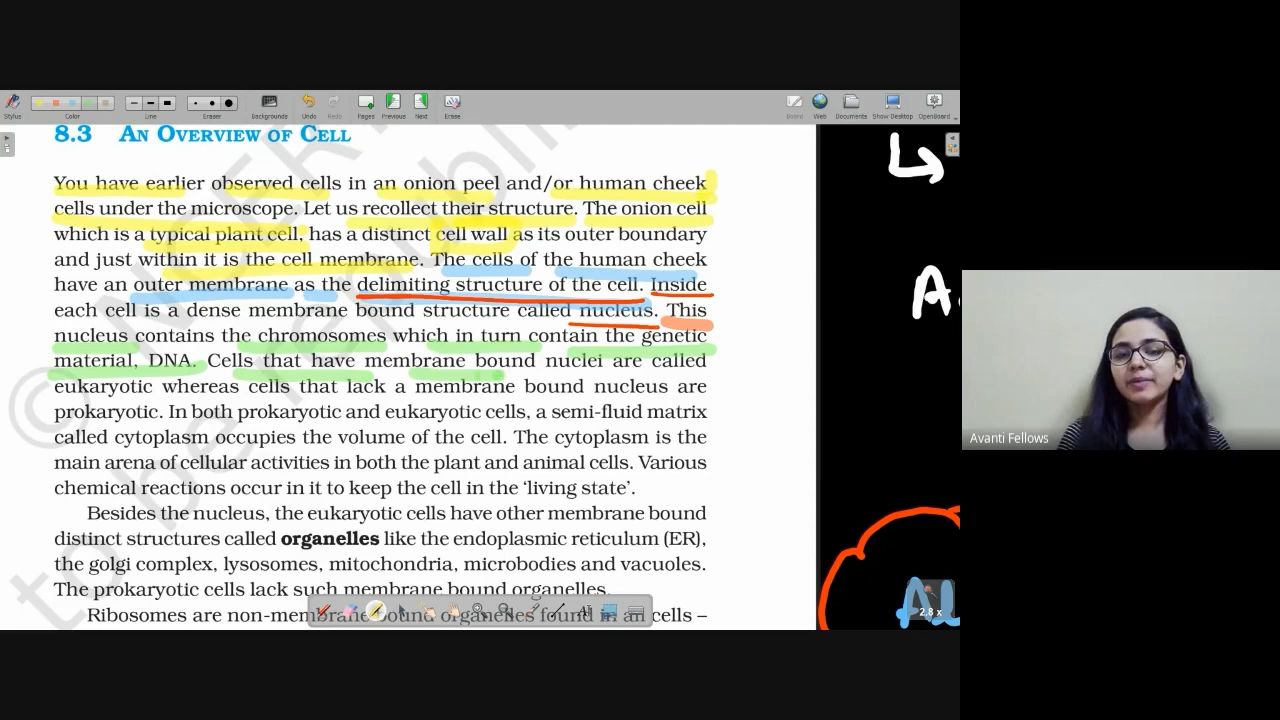 Stylus Color Line Eraser Backgrounds Undo Redo Pages Previous Next Erase Board Web Documents Show Desktop OpenBoard
8.3 AN OVERVIEW OF CELL
You have earlier observed cells in an onion peel and/or human cheek
cells under the microscope. Let us recollect their structure. The onion cell
which is a typical plant cell, has a distinct cell wall as its outer boundary
and just within it is the cell membrane. The cells of the human cheek
have an outer membrane as the delimiting structure of the cell. Inside
each cell is a dense membrane bound structure called nucleus. This
nucleus contains the chromosomes which in turn contain the genetic
material, DNA. Cells that have membrane bound nuclei are called
eukaryotic whereas cells that lack a membrane bound nucleus are
prokaryotic. In both prokaryotic and eukaryotic cells, a semi-fluid matrix
called cytoplasm occupies the volume of the cell. The cytoplasm is the
main arena of cellular activities in both the plant and animal cells. Various
chemical reactions occur in it to keep the cell in the ‘living state’.
Besides the nucleus, the eukaryotic cells have other membrane bound
distinct structures called organelles like the endoplasmic reticulum (ER),
the golgi complex, lysosomes, mitochondria, microbodies and vacuoles.
The prokaryotic cells lack such membrane bound organelles.
Ribosomes are non-membrane bound organelles found in all cells –
2.8 x
Avanti Fellows